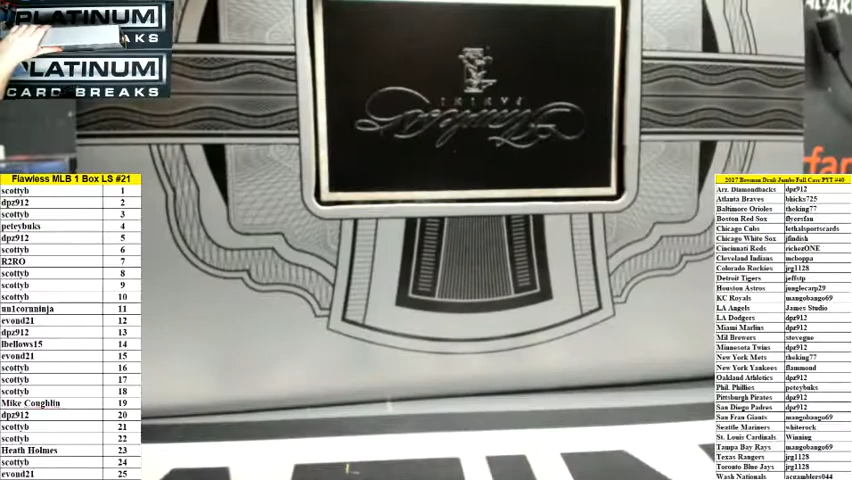 PLATINUM
BREAKS
PLATINUM
CARD BREAKS
PANINI
Flawless
Flawless MLB 1 Box LS #21
scottyb 1
dpz912 2
scottyb 3
peteybuks 4
dpz912 5
scottyb 6
R2RO 7
scottyb 8
scottyb 9
scottyb 10
un1cornninja 11
evond21 12
dpz912 13
lbellows15 14
evond21 15
scottyb 16
scottyb 17
scottyb 18
Mike Coughlin 19
dpz912 20
scottyb 21
scottyb 22
Heath Holmes 23
scottyb 24
evond21 25
2017 Bowman Draft Jumbo Full Case PYT #40
Arz. Diamondbacks dpz912
Atlanta Braves bhicks725
Baltimore Orioles theking77
Boston Red Sox flyersfan
Chicago Cubs lethalsportscards
Chicago White Sox jfindish
Cincinnati Reds richezONE
Cleveland Indians mcboppa
Colorado Rockies jrg1128
Detroit Tigers jeffstp
Houston Astros junglecarp29
KC Royals mangobango69
LA Angels James Studio
LA Dodgers dpz912
Miami Marlins dpz912
Mil Brewers stevegue
Minnesota Twins dpz912
New York Mets theking77
New York Yankees flammond
Oakland Athletics dpz912
Phil. Phillies peteybuks
Pittsburgh Pirates dpz912
San Diego Padres dpz912
San Fran Giants mangobango69
Seattle Mariners whiterock
St. Louis Cardinals Winning
Tampa Bay Rays mangobango69
Texas Rangers jrg1128
Toronto Blue Jays jrg1128
Wash Nationals acgamblers044